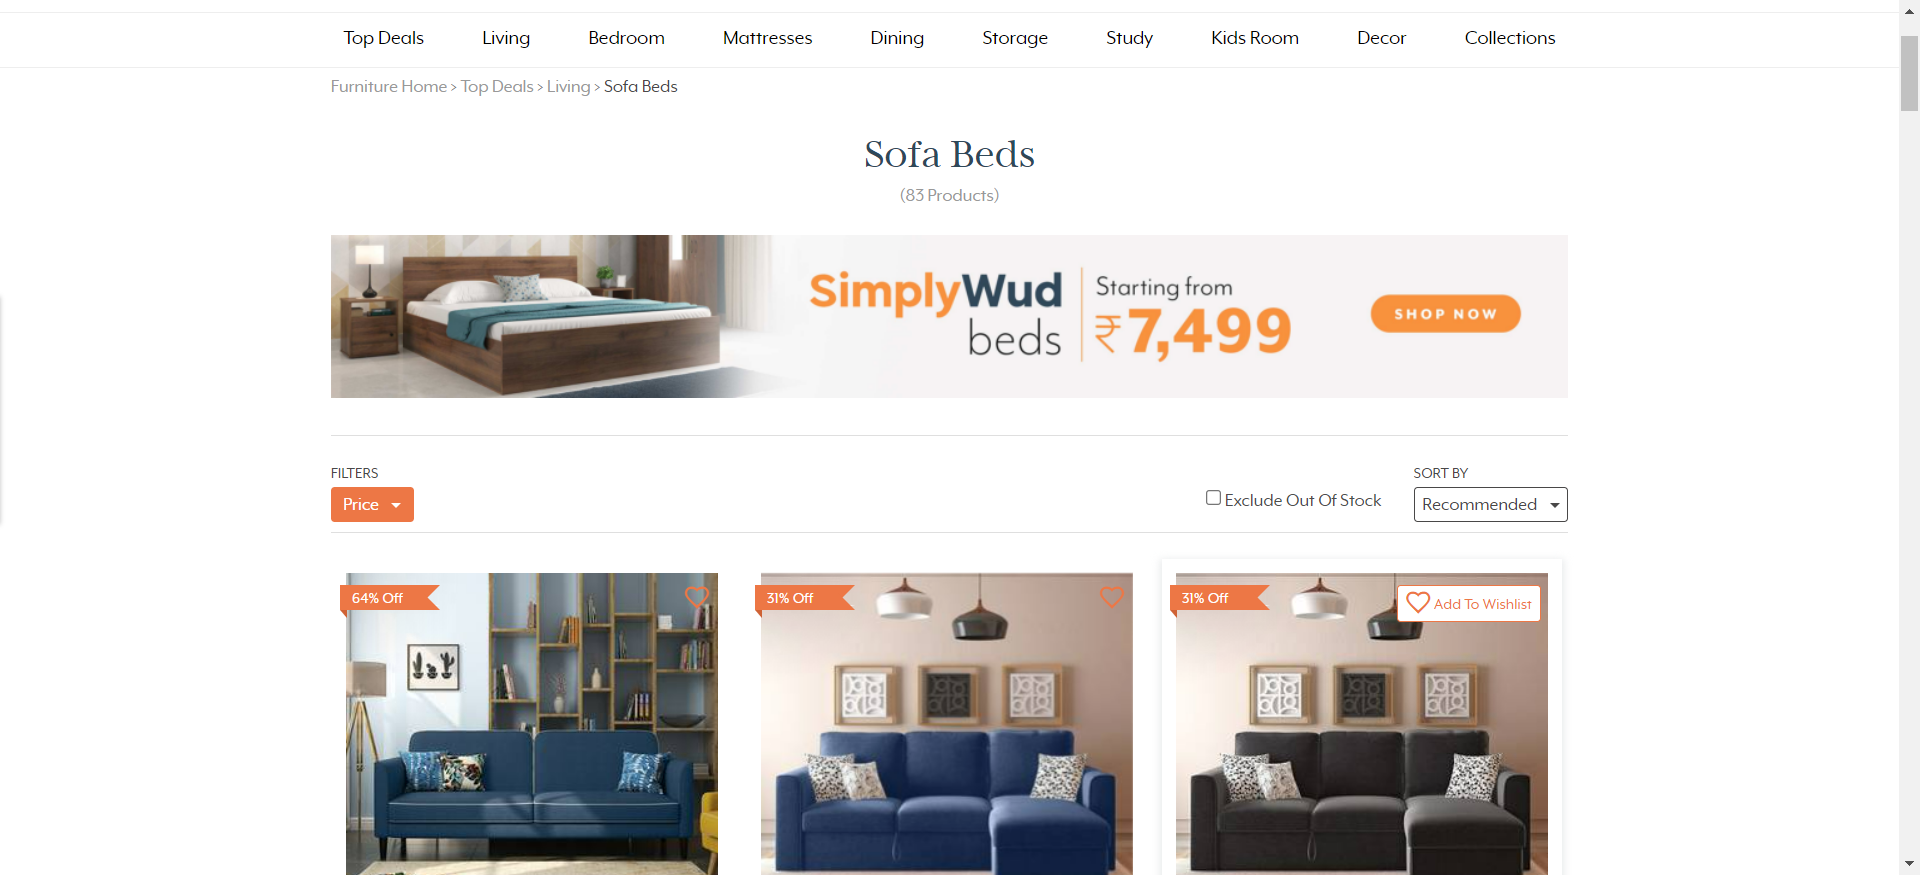 Top Deals Living Bedroom Mattresses Dining Storage Study Kids Room Decor Collections
Furniture Home > Top Deals > Living > Sofa Beds
Sofa Beds
(83 Products)
SimplyWud
beds
Starting from
₹7,499
SHOP NOW
FILTERS
Price
Exclude Out Of Stock
SORT BY
Recommended
64% Off
31% Off
31% Off
Add To Wishlist